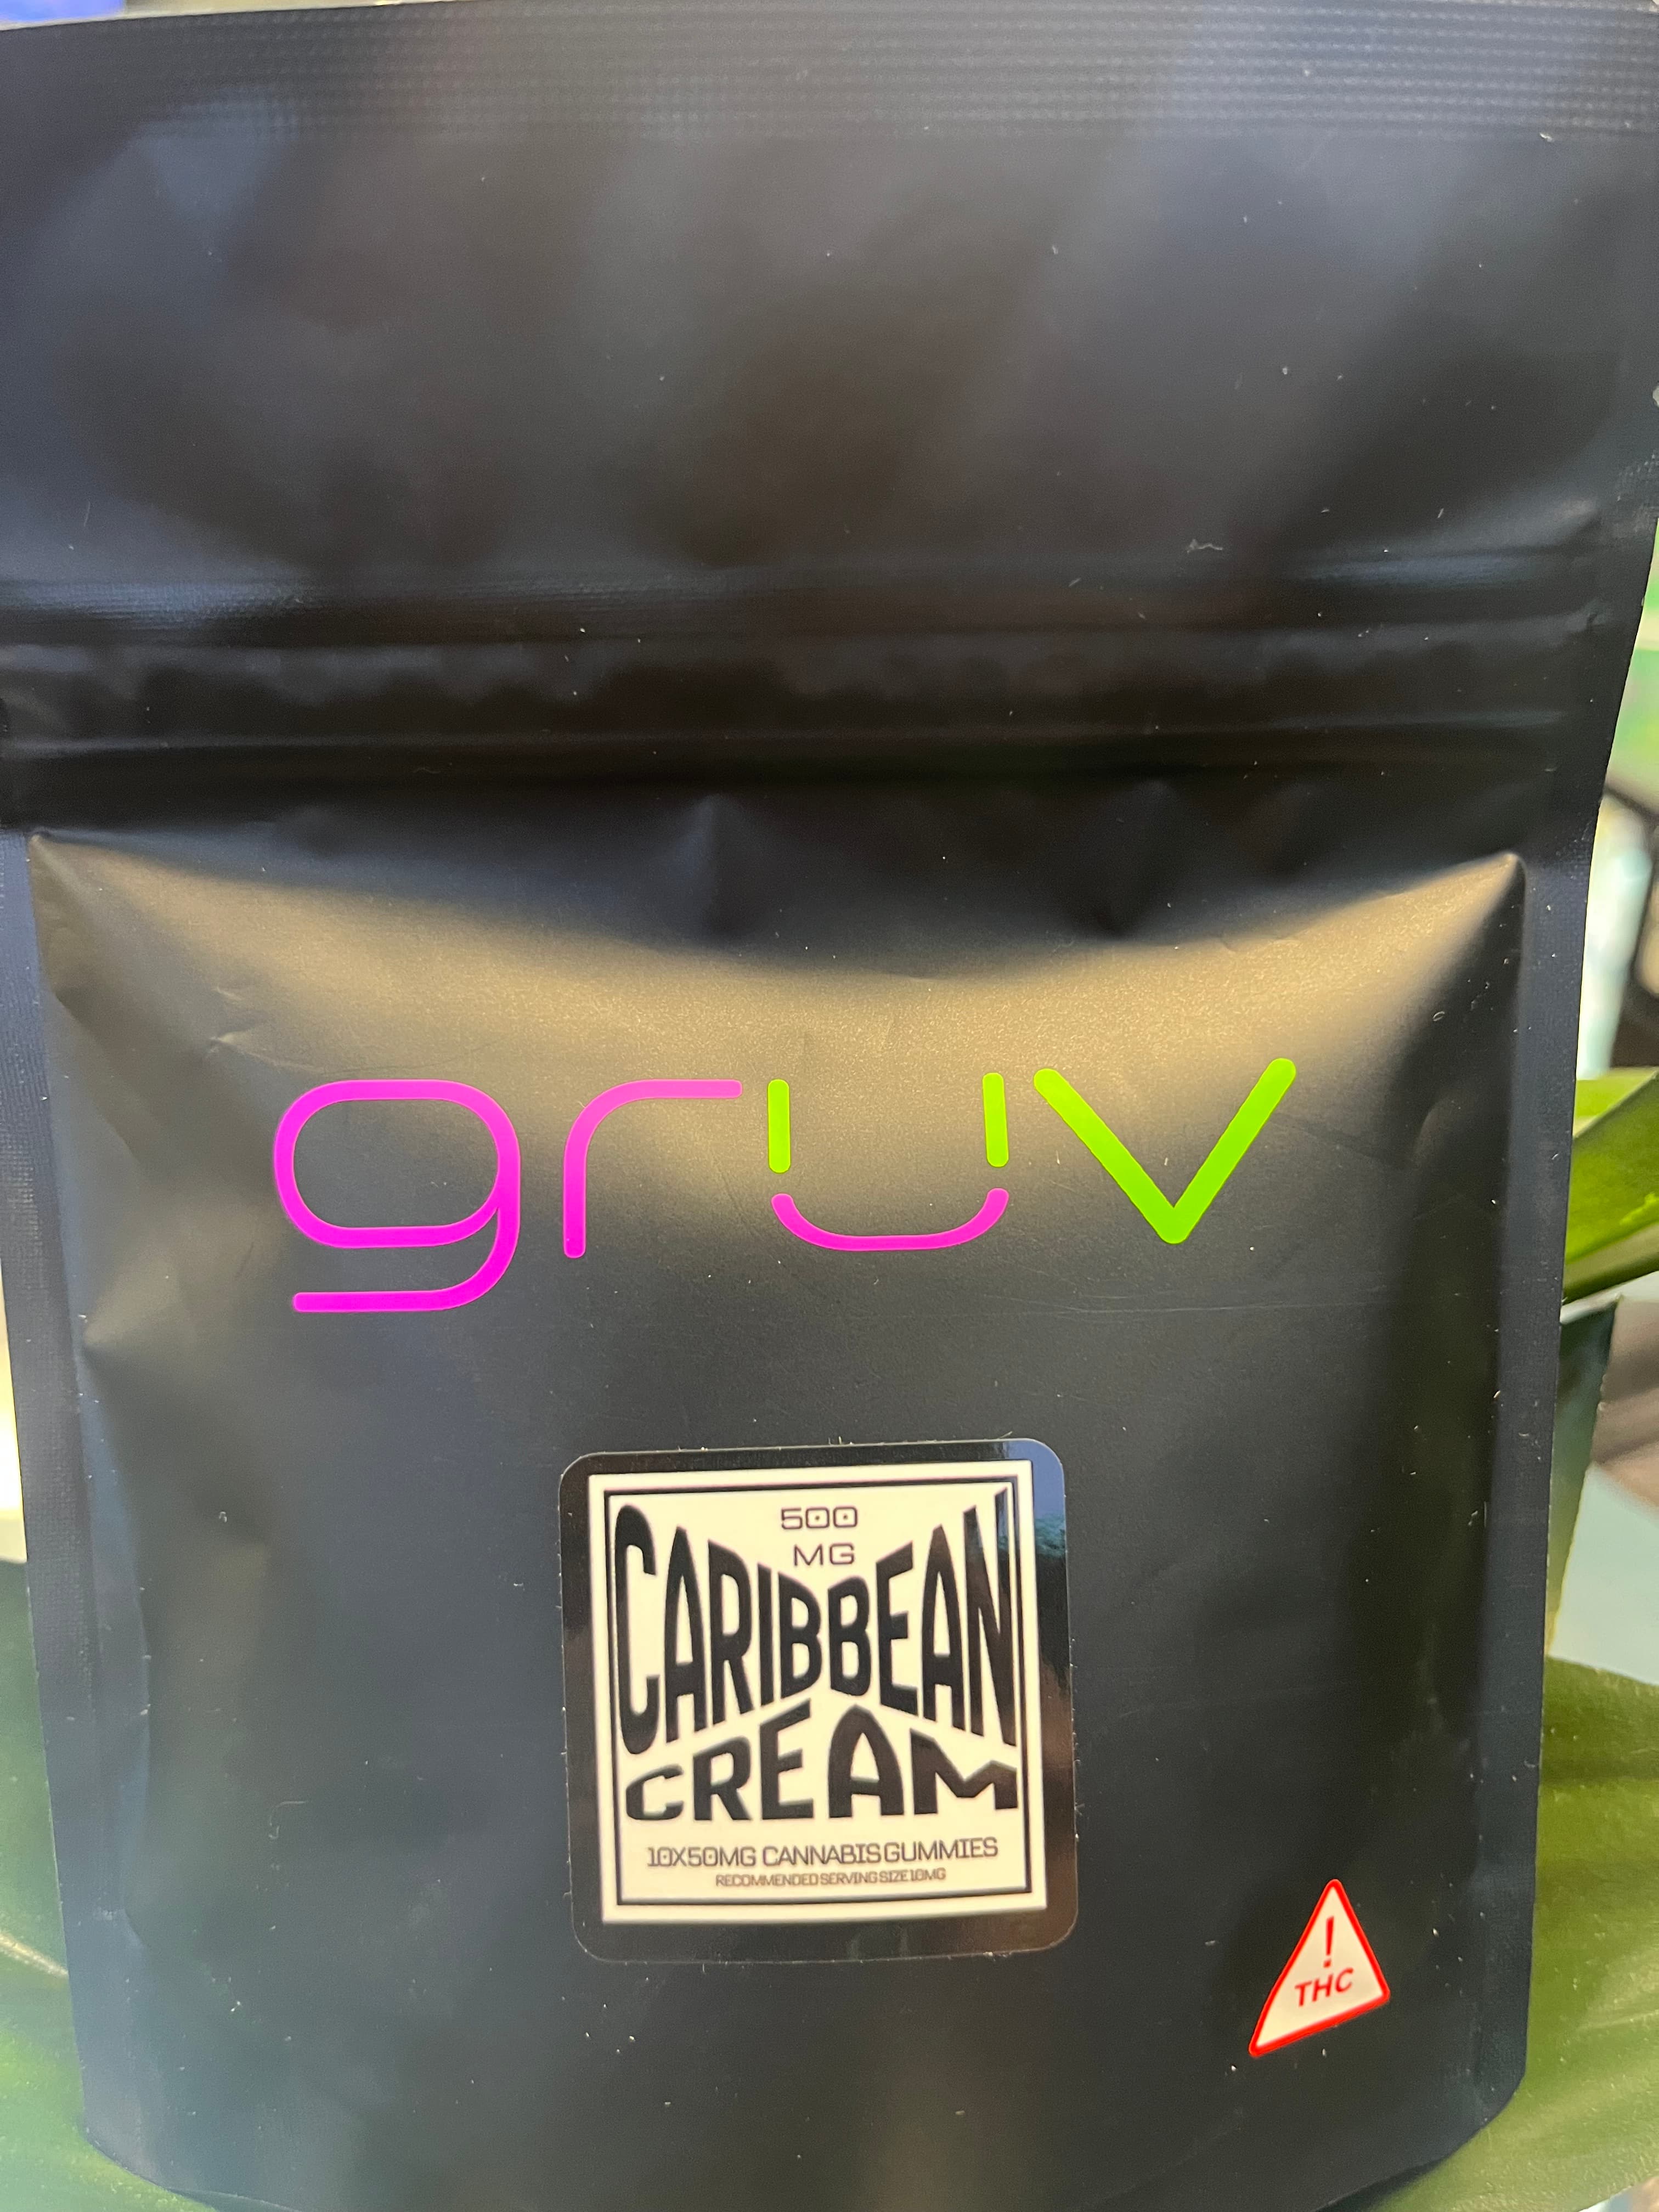 gruv
500
MG
CARIBBEAN
CREAM
10X50MG CANNABIS GUMMIES
RECOMMENDED SERVING SIZE 10MG
!
THC